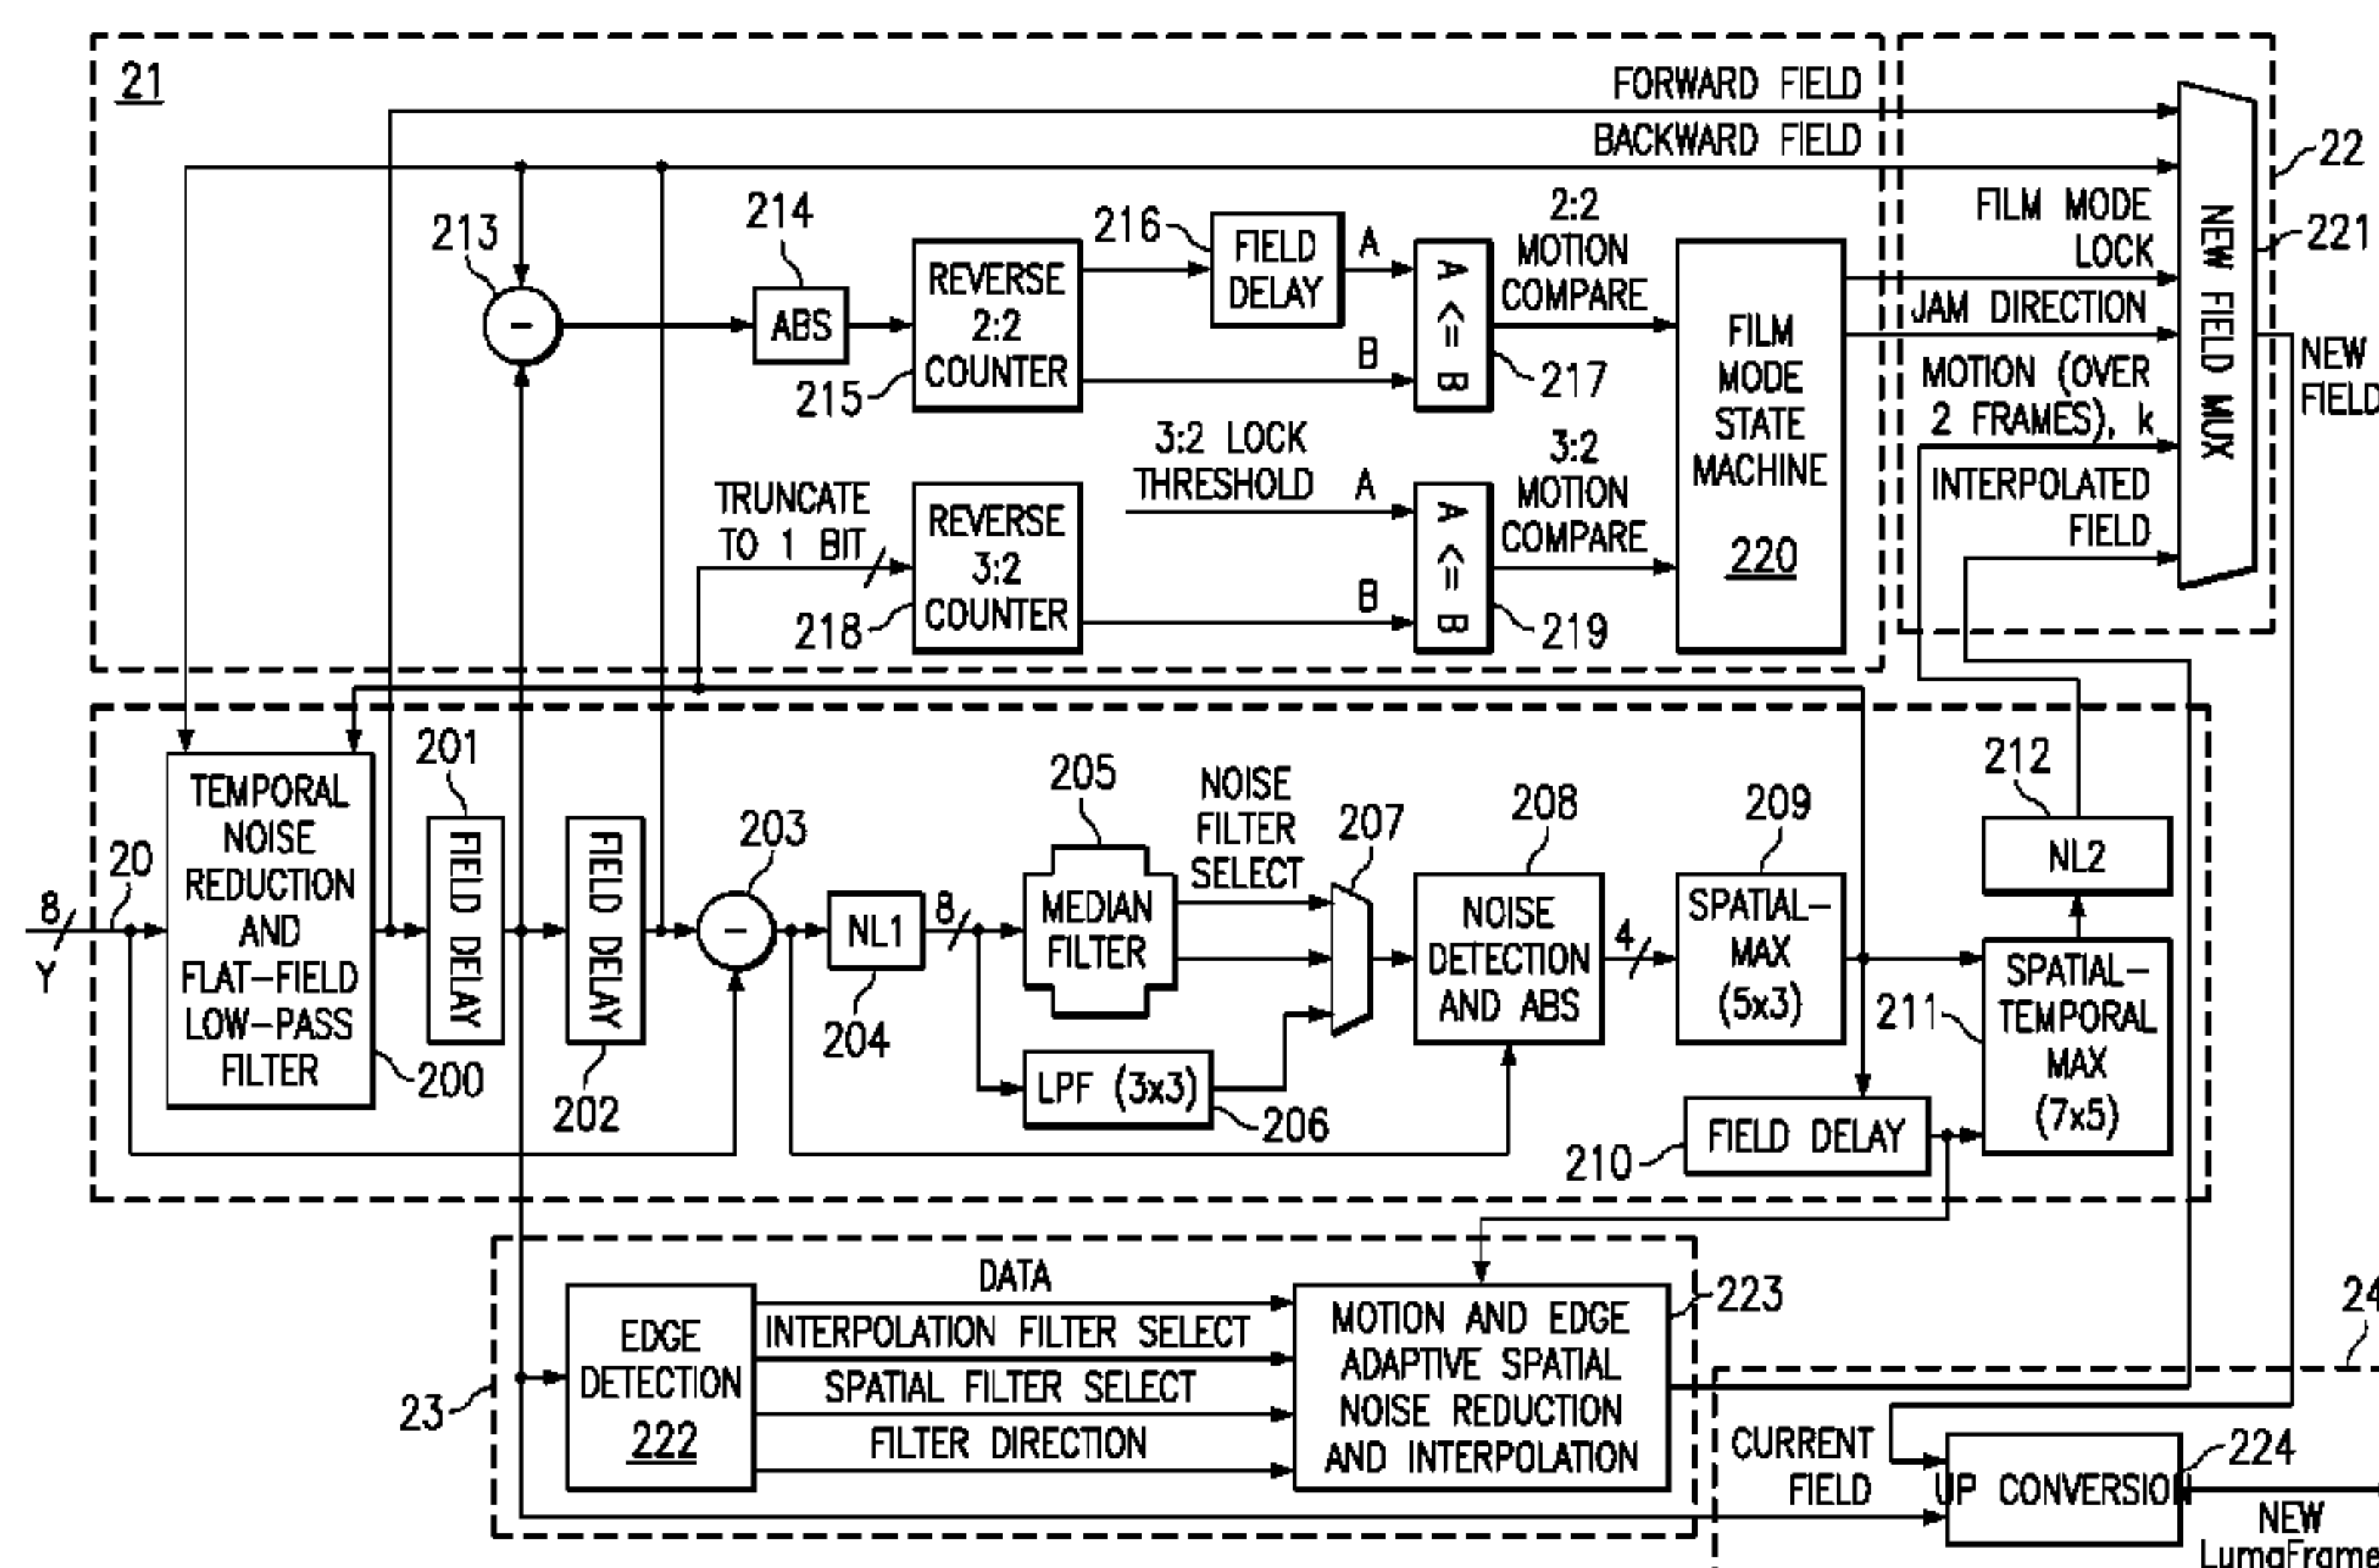 21
FORWARD FIELD
BACKWARD FIELD
22
213
214
216
FIELD
DELAY
A
2:2
MOTION
COMPARE
FILM MODE
LOCK
221
NEW FIELD MUX
-
ABS
REVERSE
2:2
COUNTER
215
B
A <= B
217
JAM DIRECTION
NEW
FIELD
MOTION (OVER
2 FRAMES), k
FILM
MODE
STATE
MACHINE
220
3:2 LOCK
THRESHOLD
A
3:2
MOTION
COMPARE
INTERPOLATED
FIELD
TRUNCATE
TO 1 BIT
REVERSE
3:2
COUNTER
218
B
A <= B
219
201
205
NOISE
FILTER
SELECT
207
208
209
212
203
20
8
Y
TEMPORAL
NOISE
REDUCTION
AND
FLAT-FIELD
LOW-PASS
FILTER
200
FIELD DELAY
FIELD DELAY
202
-
NL1
204
8
MEDIAN
FILTER
LPF (3x3)
206
NOISE
DETECTION
AND ABS
4
SPATIAL-
MAX
(5x3)
NL2
211
SPATIAL-
TEMPORAL
MAX
(7x5)
210
FIELD DELAY
23
EDGE
DETECTION
222
DATA
INTERPOLATION FILTER SELECT
SPATIAL FILTER SELECT
FILTER DIRECTION
MOTION AND EDGE
ADAPTIVE SPATIAL
NOISE REDUCTION
AND INTERPOLATION
223
24
CURRENT
FIELD
UP CONVERSION
224
NEW
LumaFrame